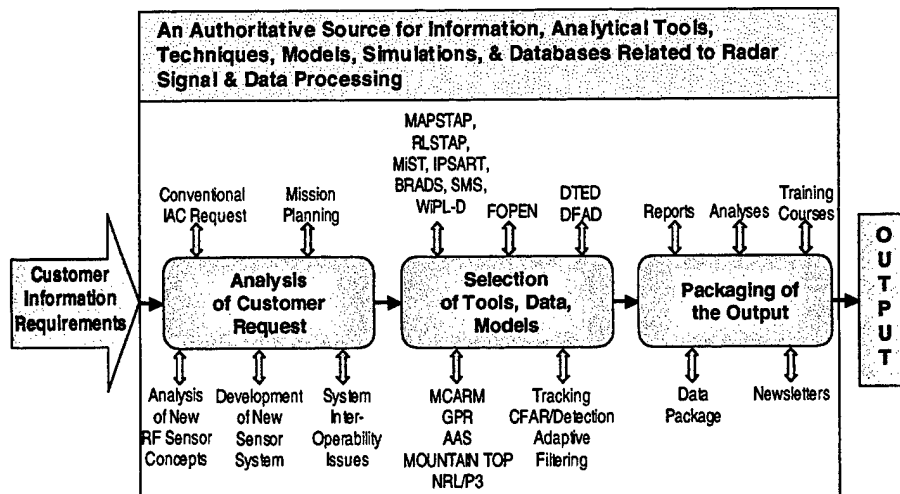 An Authoritative Source for Information, Analytical Tools,
Techniques, Models, Simulations, & Databases Related to Radar
Signal & Data Processing
MAPSTAP,
RLSTAP,
MiST, IPSART,
BRADS, SMS,
WiPL-D
Conventional
IAC Request
Mission
Planning
FOPEN
DTED
DFAD
Reports
Analyses
Training
Courses
Customer
Information
Requirements
Analysis
of Customer
Request
Selection
of Tools, Data,
Models
Packaging of
the Output
OUTPUT
Analysis
of New
RF Sensor
Concepts
Development
of New
Sensor
System
System
Inter-
Operability
Issues
MCARM
GPR
AAS
MOUNTAIN TOP
NRL/P3
Tracking
CFAR/Detection
Adaptive
Filtering
Data
Package
Newsletters